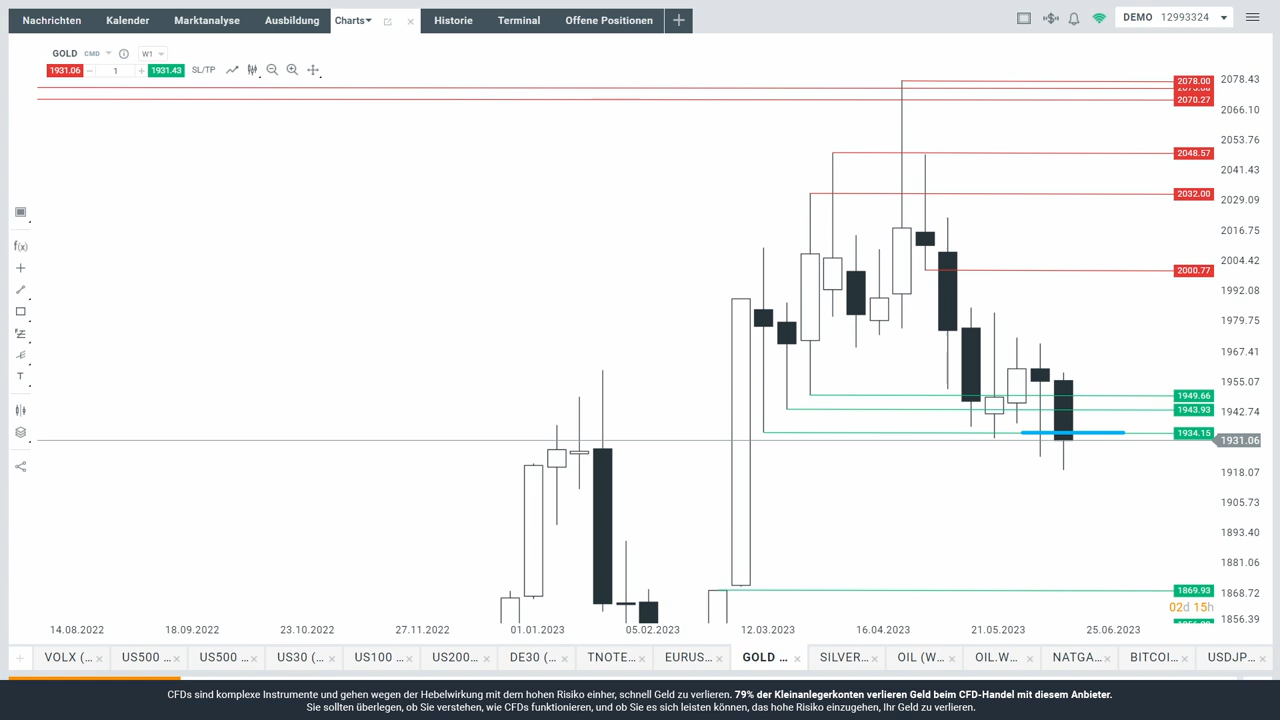 Nachrichten Kalender Marktanalyse Ausbildung Charts Historie Terminal Offene Positionen DEMO 12993324
GOLD CMD W1
1931.06 1 1931.43 SL/TP
2078.00 2078.43
2070.27
2066.10
2053.76
2048.57
2041.43
2032.00
2029.09
2016.75
2004.42
2000.77
1992.08
1979.75
1967.41
1955.07
1949.66
1943.93 1942.74
1934.15
1931.06
1918.07
1905.73
1893.40
1881.06
1869.93 1868.72
02d 15h
1856.39
f(x)
T
14.08.2022 18.09.2022 23.10.2022 27.11.2022 01.01.2023 05.02.2023 12.03.2023 16.04.2023 21.05.2023 25.06.2023
VOLX (... US500 ... US500 ... US30 (... US100 ... US200... DE30 (... TNOTE... EURUS... GOLD ... SILVER... OIL (W... OIL.W... NATGA... BITCOI... USDJP...
CFDs sind komplexe Instrumente und gehen wegen der Hebelwirkung mit dem hohen Risiko einher, schnell Geld zu verlieren. 79% der Kleinanlegerkonten verlieren Geld beim CFD-Handel mit diesem Anbieter.
Sie sollten überlegen, ob Sie verstehen, wie CFDs funktionieren, und ob Sie es sich leisten können, das hohe Risiko einzugehen, Ihr Geld zu verlieren.